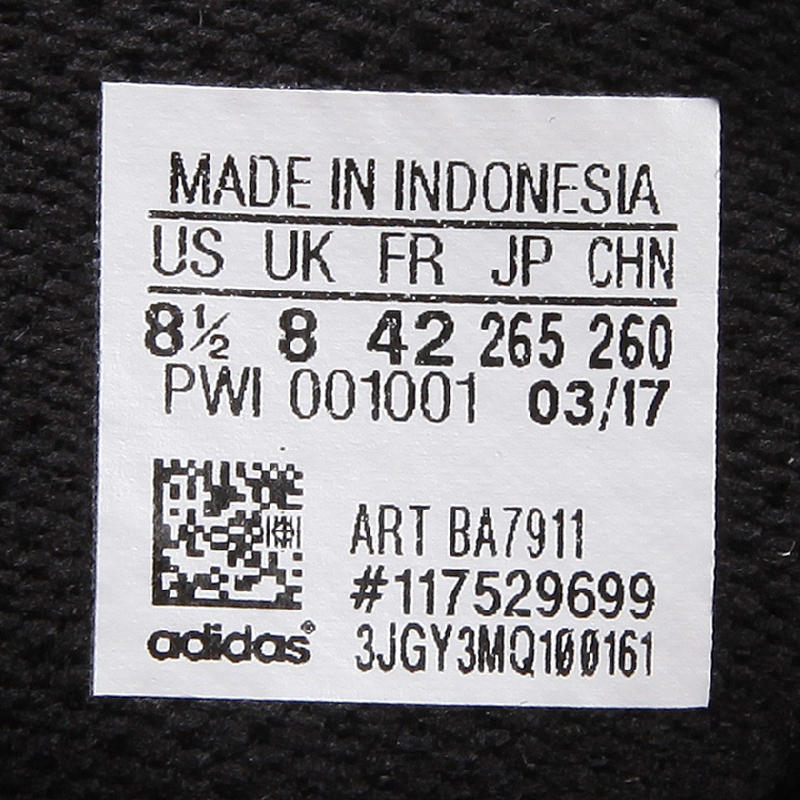 MADE IN INDONESIA
US UK FR JP CHN
8½ 8 42 265 260
PWI 001001 03/17
ART BA7911
#117529699
adidas® 3JGY3MQ100161